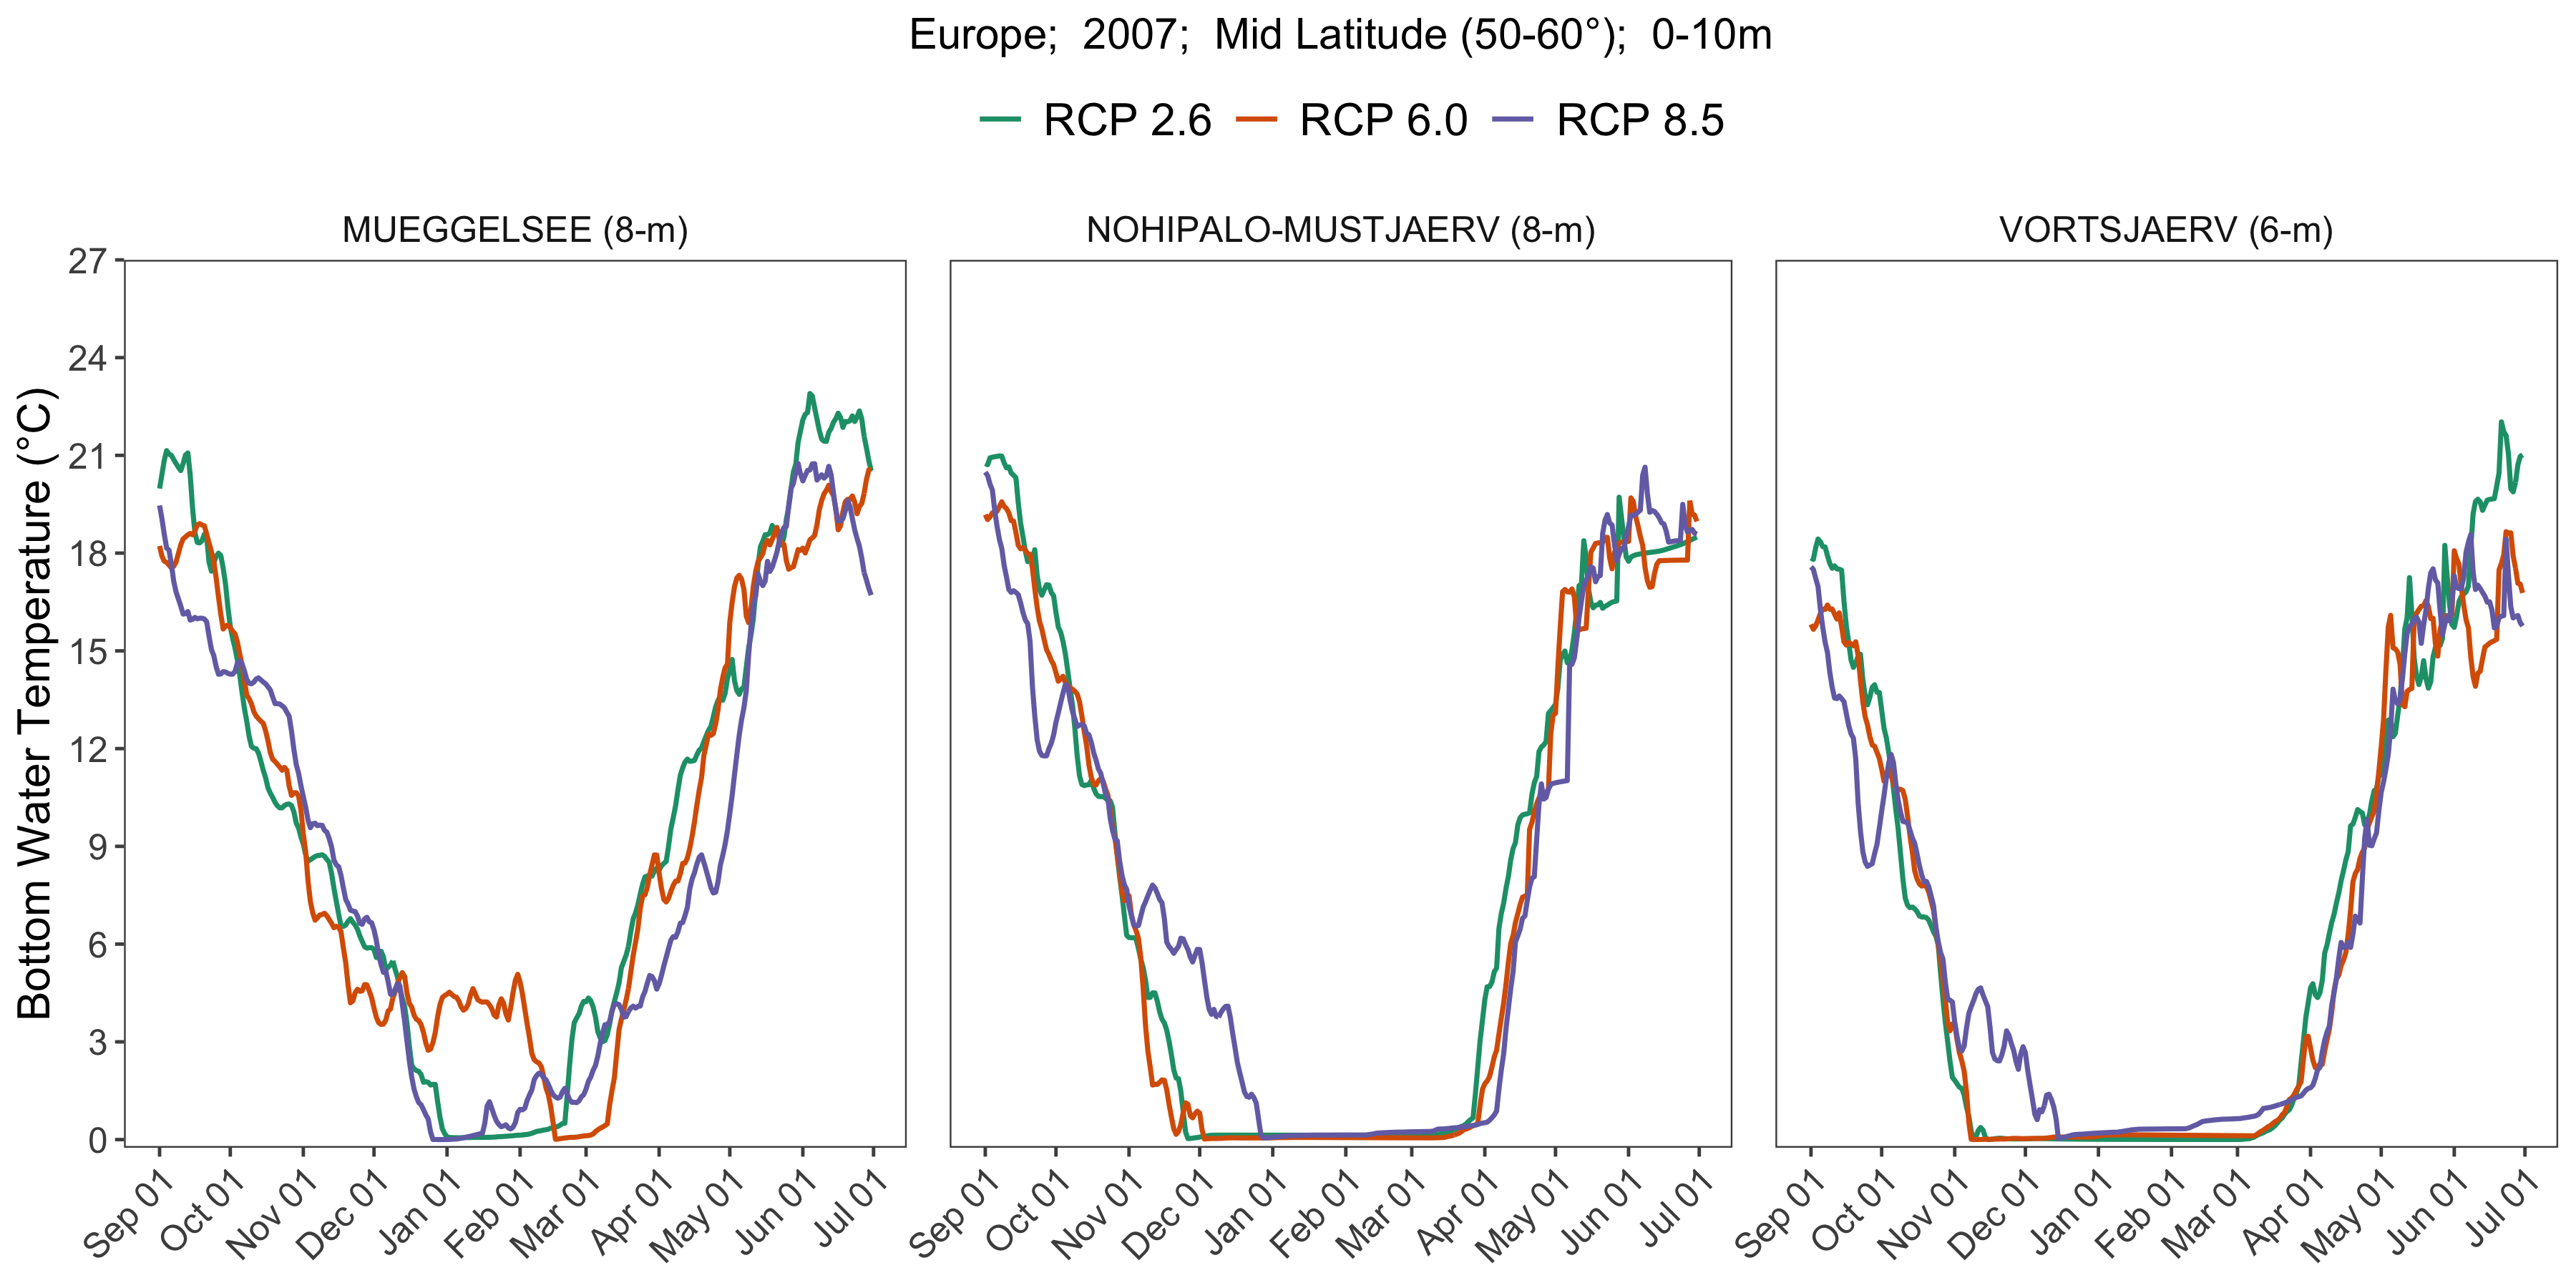 Europe;  2007;  Mid Latitude (50-60°);  0-10m
RCP 2.6 RCP 6.0 RCP 8.5
MUEGGELSEE (8-m) NOHIPALO-MUSTJAERV (8-m) VORTSJAERV (6-m)
Bottom Water Temperature (°C)
27
24
21
18
15
12
9
6
3
0
Sep 01 Oct 01 Nov 01 Dec 01 Jan 01 Feb 01 Mar 01 Apr 01 May 01 Jun 01 Jul 01 Sep 01 Oct 01 Nov 01 Dec 01 Jan 01 Feb 01 Mar 01 Apr 01 May 01 Jun 01 Jul 01 Sep 01 Oct 01 Nov 01 Dec 01 Jan 01 Feb 01 Mar 01 Apr 01 May 01 Jun 01 Jul 01